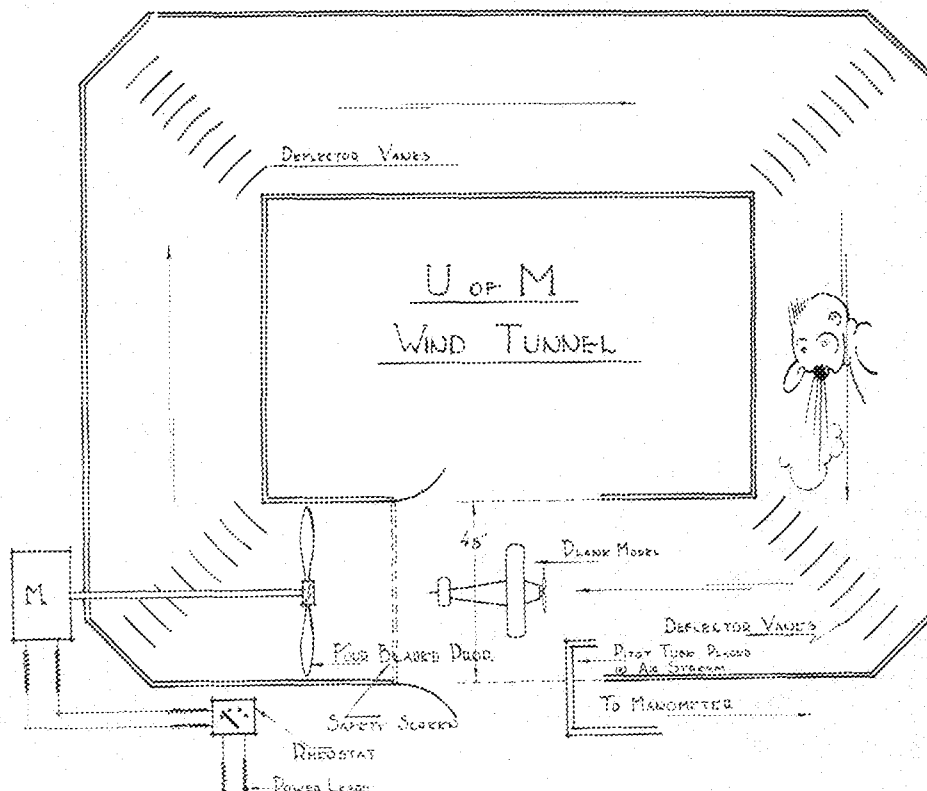 DEFLECTOR VANES
U OF M
WIND TUNNEL
48"
PLANE MODEL
M
DEFLECTOR VANES
FOUR BLADED PROP.
PITOT TUBE PLACED
IN AIR STREAM
SAFETY SCREEN
TO MANOMETER
RHEOSTAT
POWER LEADS